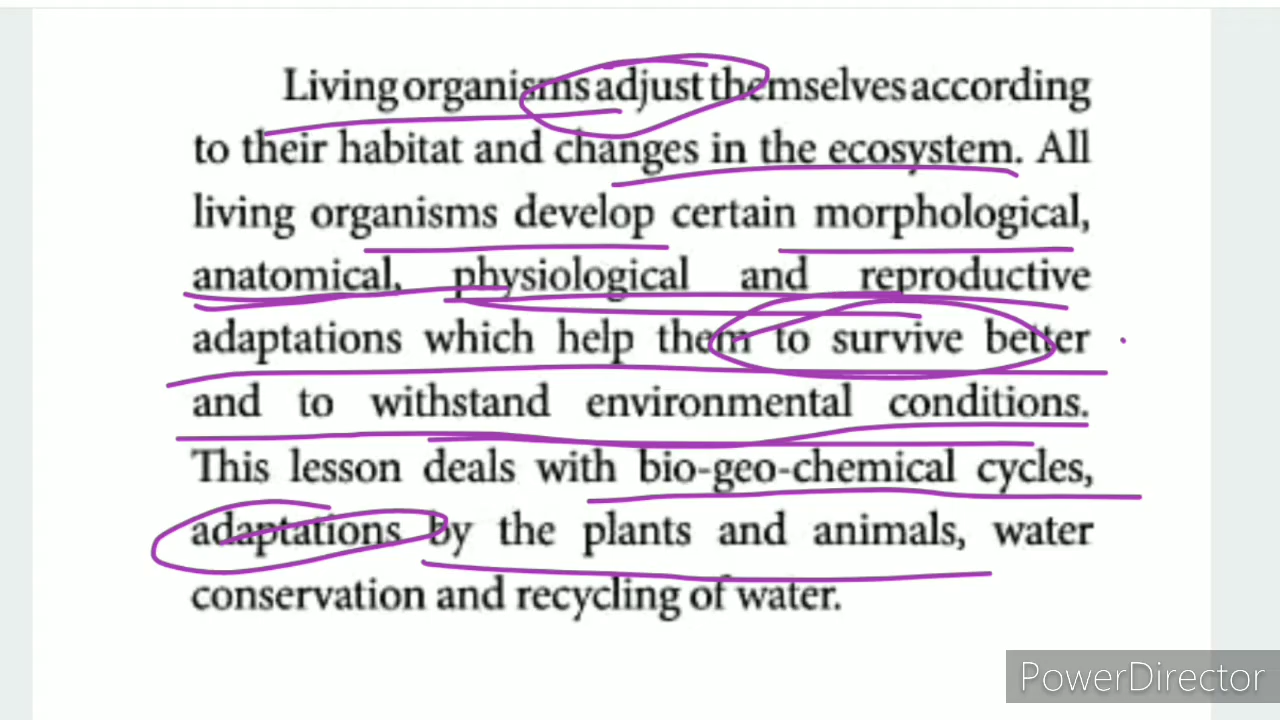 Living organisms adjust themselves according
to their habitat and changes in the ecosystem. All
living organisms develop certain morphological,
anatomical, physiological and reproductive
adaptations which help them to survive better
and to withstand environmental conditions.
This lesson deals with bio-geo-chemical cycles,
adaptations by the plants and animals, water
conservation and recycling of water.
PowerDirector